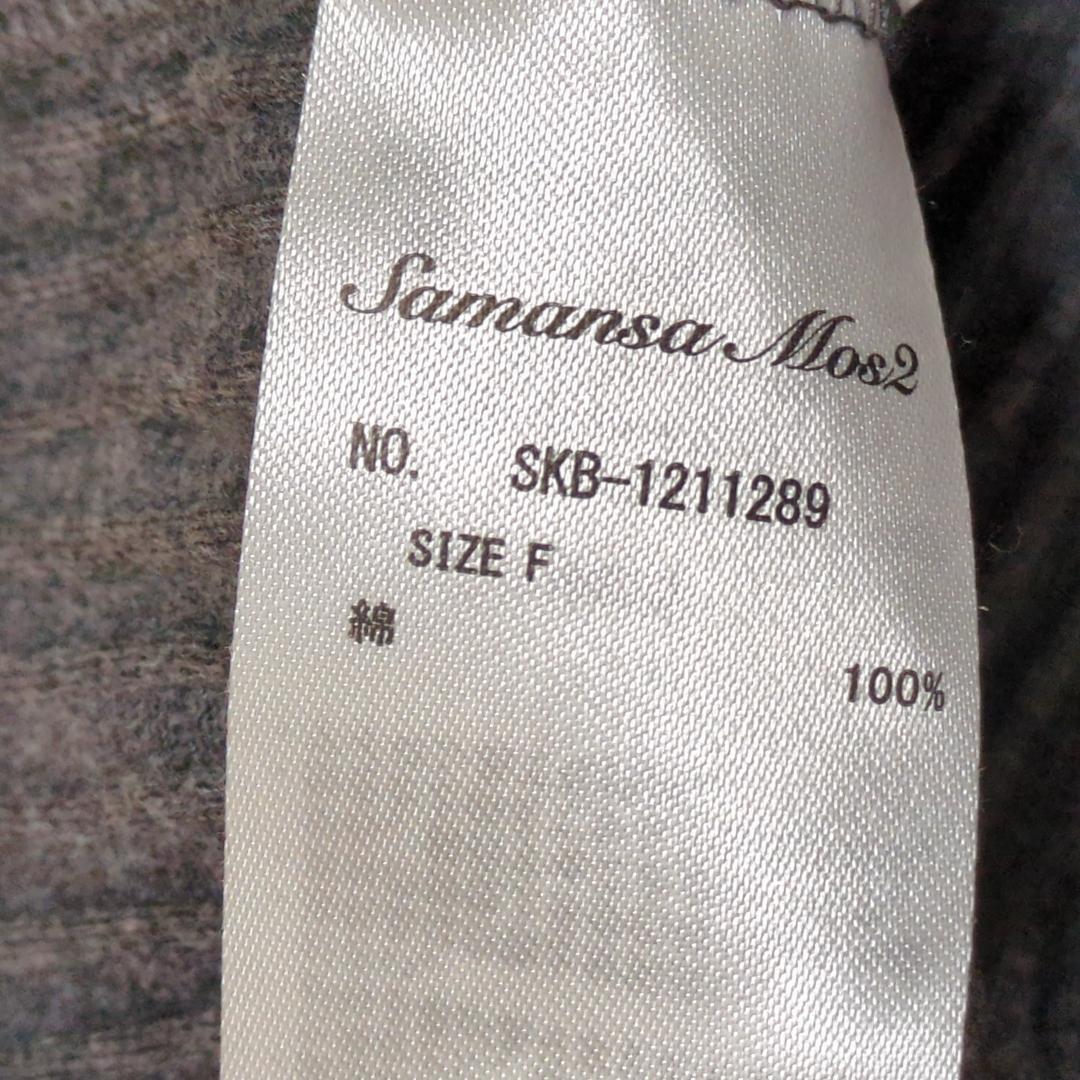 Samansa Mos2
NO. SKB-1211289
SIZE F
綿
100%